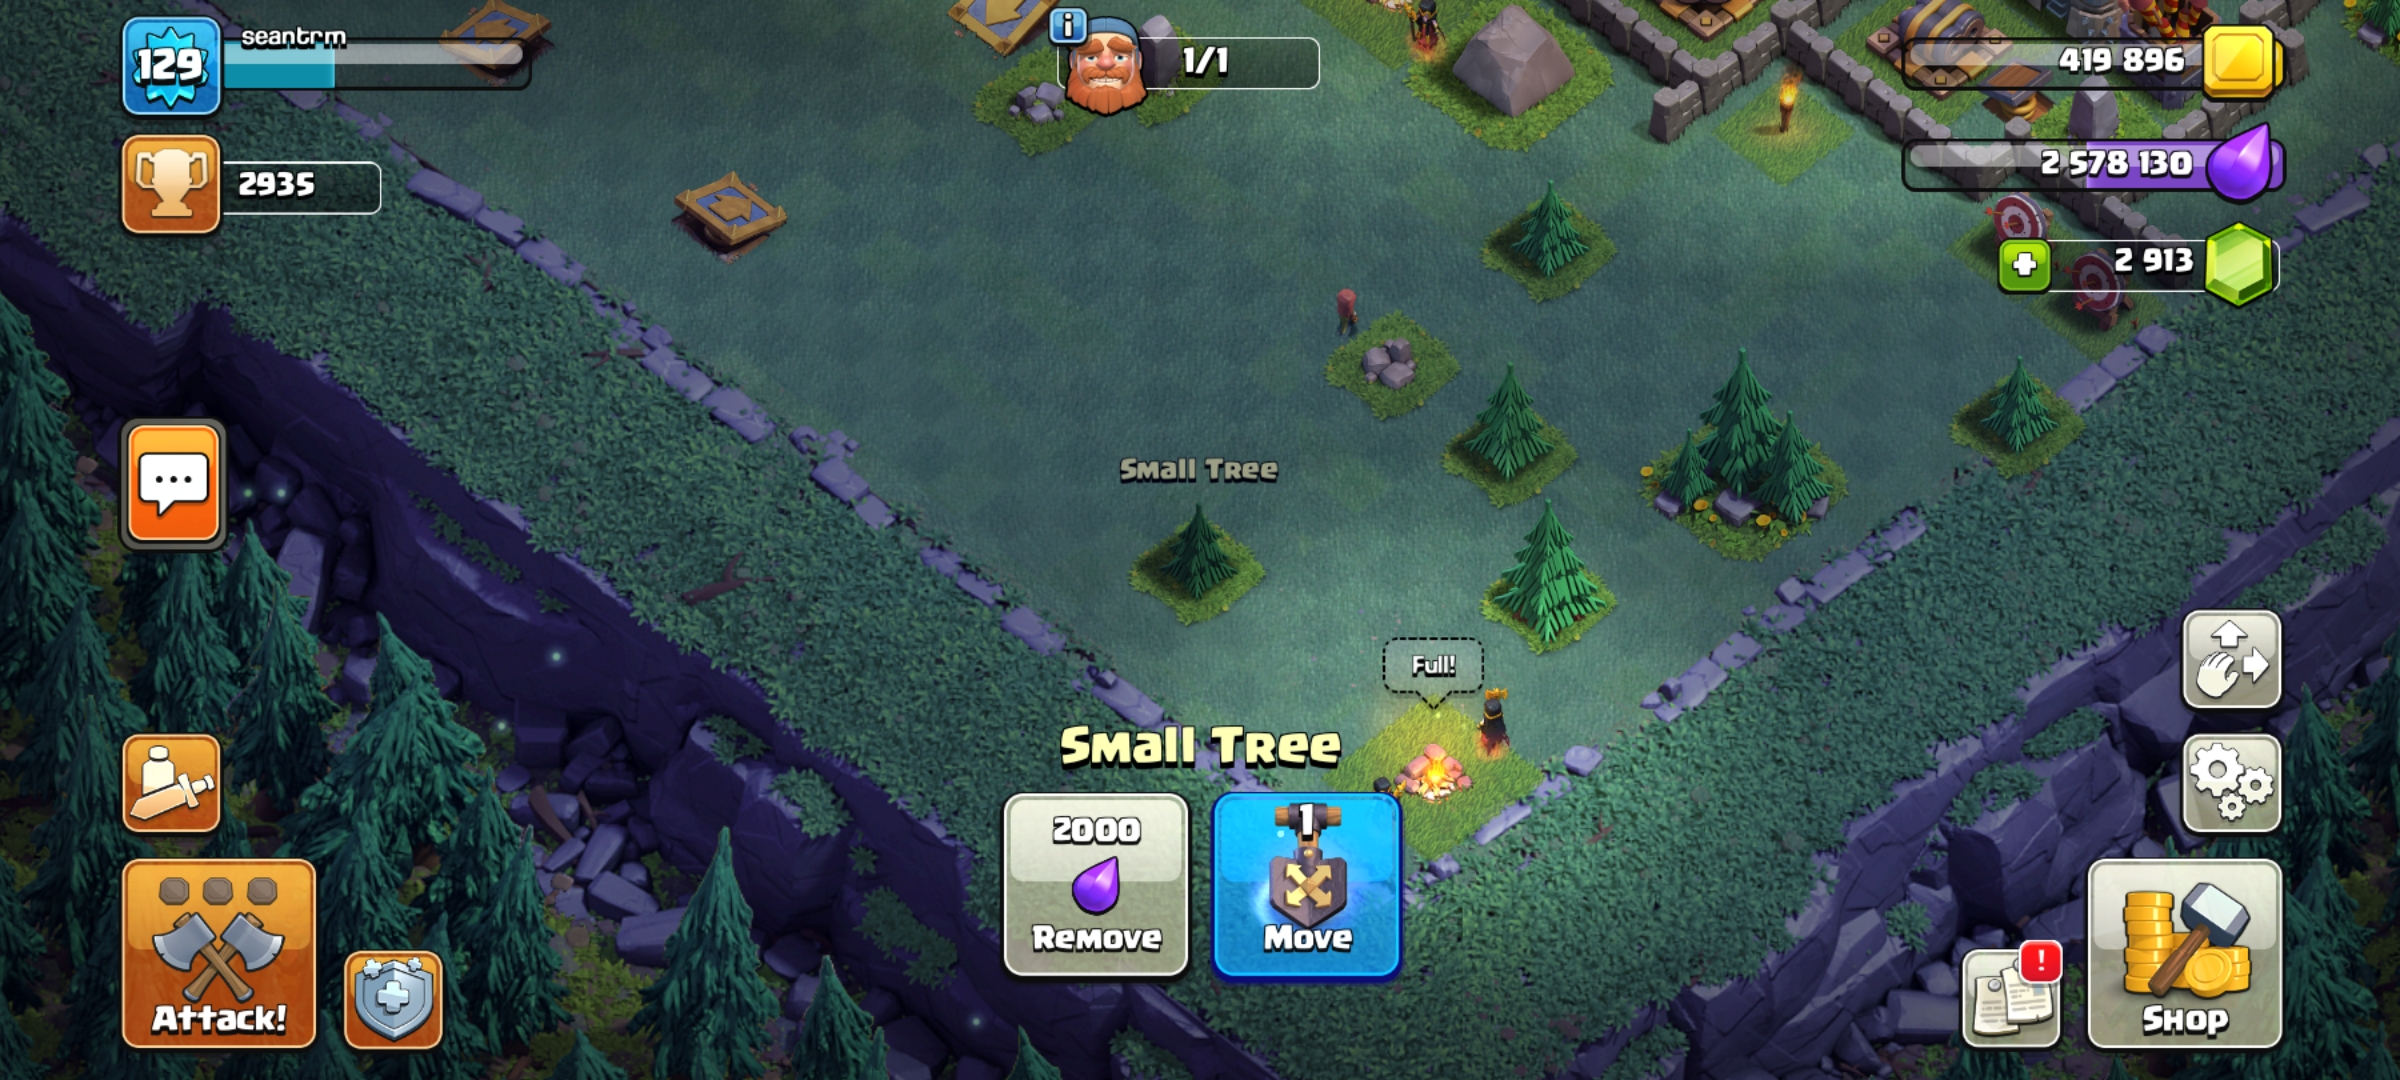 129
seantrm
i
1/1
419 896
2935
2 578 130
2 913
Small Tree
Full!
Small Tree
2000
Remove
1
Move
Attack!
!
Shop